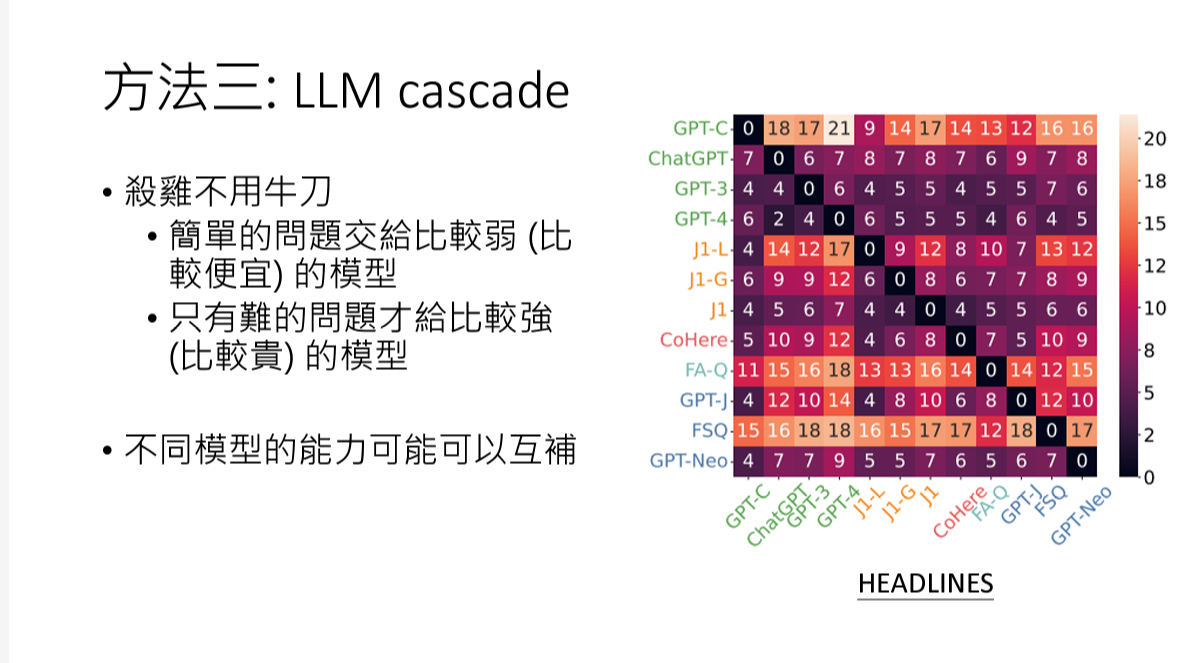 方法三: LLM cascade
• 殺雞不用牛刀
• 簡單的問題交給比較弱 (比
較便宜) 的模型
• 只有難的問題才給比較強
(比較貴) 的模型
• 不同模型的能力可能可以互補
GPT-C 0 18 17 21 9 14 17 14 13 12 16 16
ChatGPT 7 0 6 7 8 7 8 7 6 9 7 8
GPT-3 4 4 0 6 4 5 5 4 5 5 7 6
GPT-4 6 2 4 0 6 5 5 5 4 6 4 5
J1-L 4 14 12 17 0 9 12 8 10 7 13 12
J1-G 6 9 9 12 6 0 8 6 7 7 8 9
J1 4 5 6 7 4 4 0 4 5 5 6 6
CoHere 5 10 9 12 4 6 8 0 7 5 10 9
FA-Q 11 15 16 18 13 13 16 14 0 14 12 15
GPT-J 4 12 10 14 4 8 10 6 8 0 12 10
FSQ 15 16 18 18 16 15 17 17 12 18 0 17
GPT-Neo 4 7 7 9 5 5 7 6 5 6 7 0
GPT-C ChatGPT GPT-3 GPT-4 J1-L J1-G J1 CoHere FA-Q GPT-J FSQ GPT-Neo
20
18
15
12
10
8
5
2
0
HEADLINES